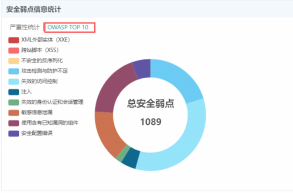 安全弱点信息统计
严重性统计 OWASP TOP 10
XML外部实体（XXE）
跨站脚本（XSS）
不安全的反序列化
攻击检测与防护不足
失效的访问控制
注入
失效的身份认证和会话管理
敏感信息泄漏
使用含有已知漏洞的组件
安全配置错误
总安全弱点
1089